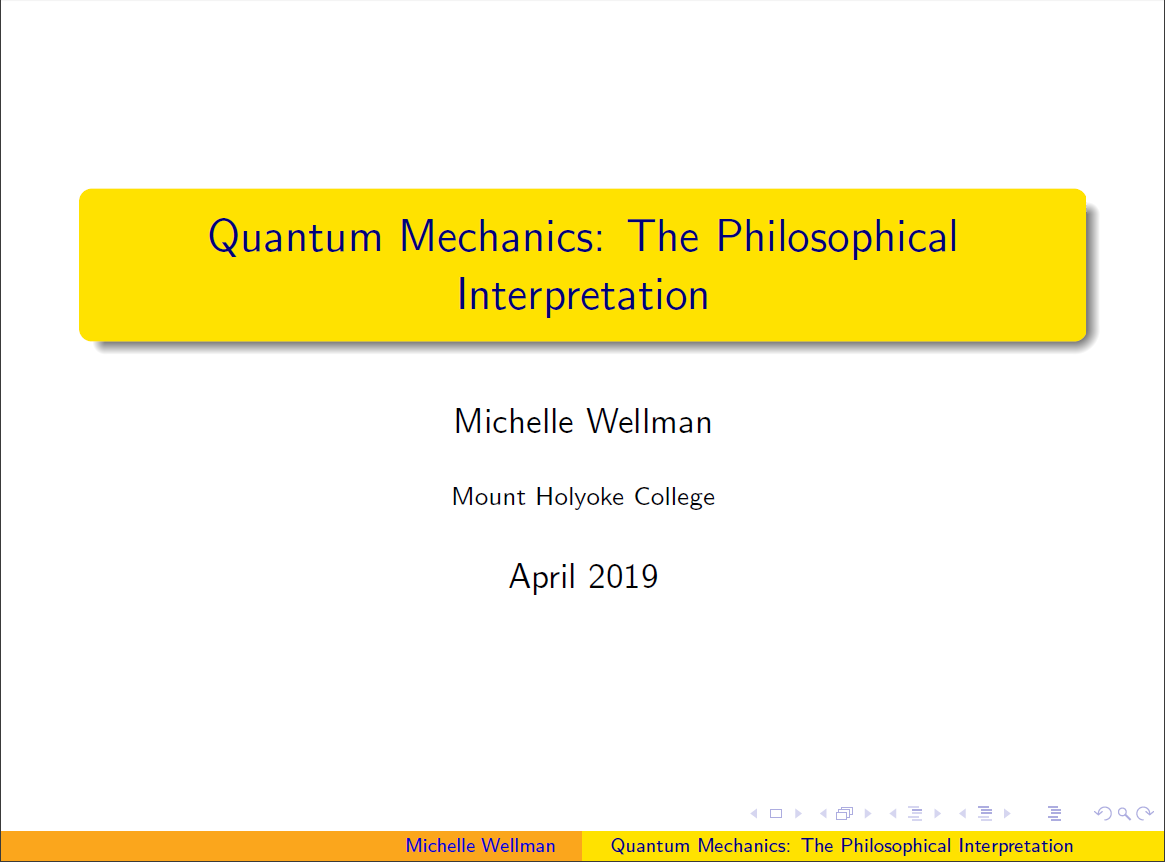 Quantum Mechanics: The Philosophical
Interpretation
Michelle Wellman
Mount Holyoke College
April 2019
Michelle Wellman
Quantum Mechanics: The Philosophical Interpretation